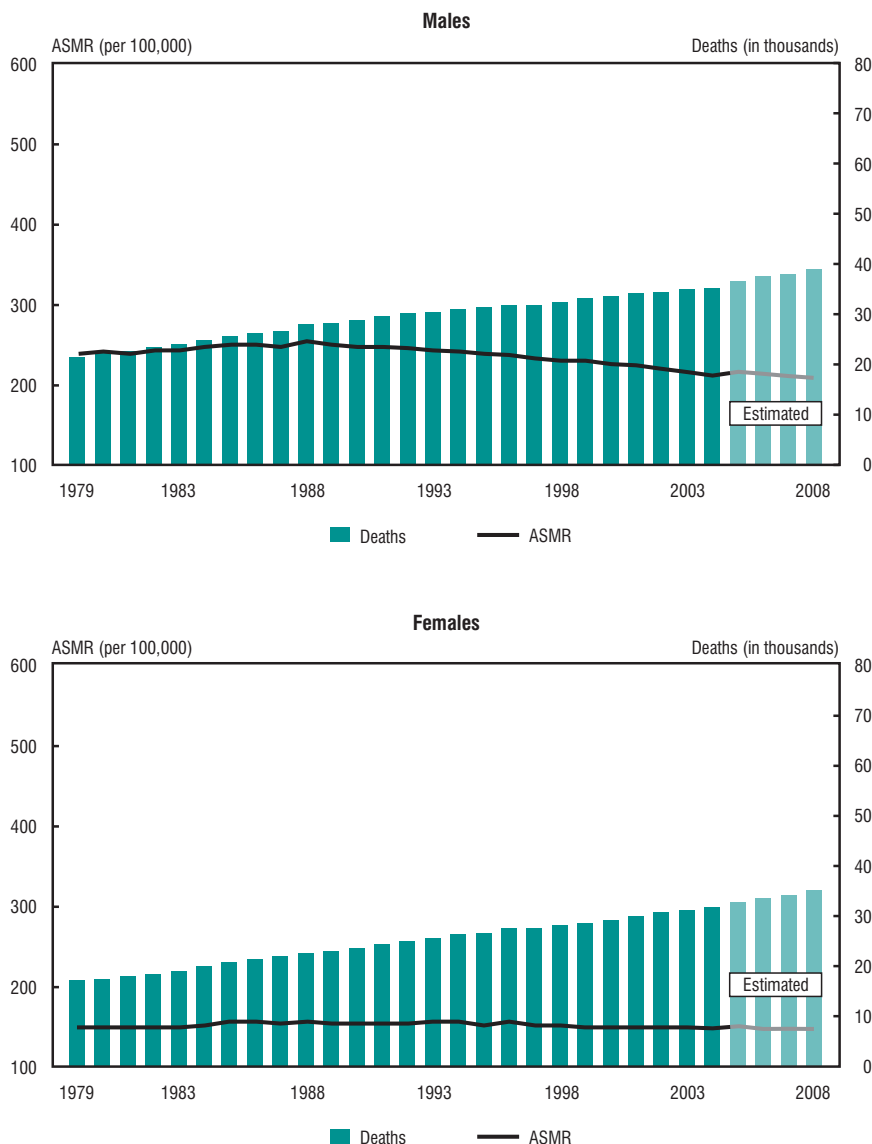 Males
ASMR (per 100,000) Deaths (in thousands)
600 80
70
500
60
400 50
40
300
30
200 20
Estimated 10
100 0
1979 1983 1988 1993 1998 2003 2008
Deaths ASMR
Females
ASMR (per 100,000) Deaths (in thousands)
600 80
70
500
60
400 50
40
300
30
200 20
Estimated
10
100 0
1979 1983 1988 1993 1998 2003 2008
Deaths ASMR